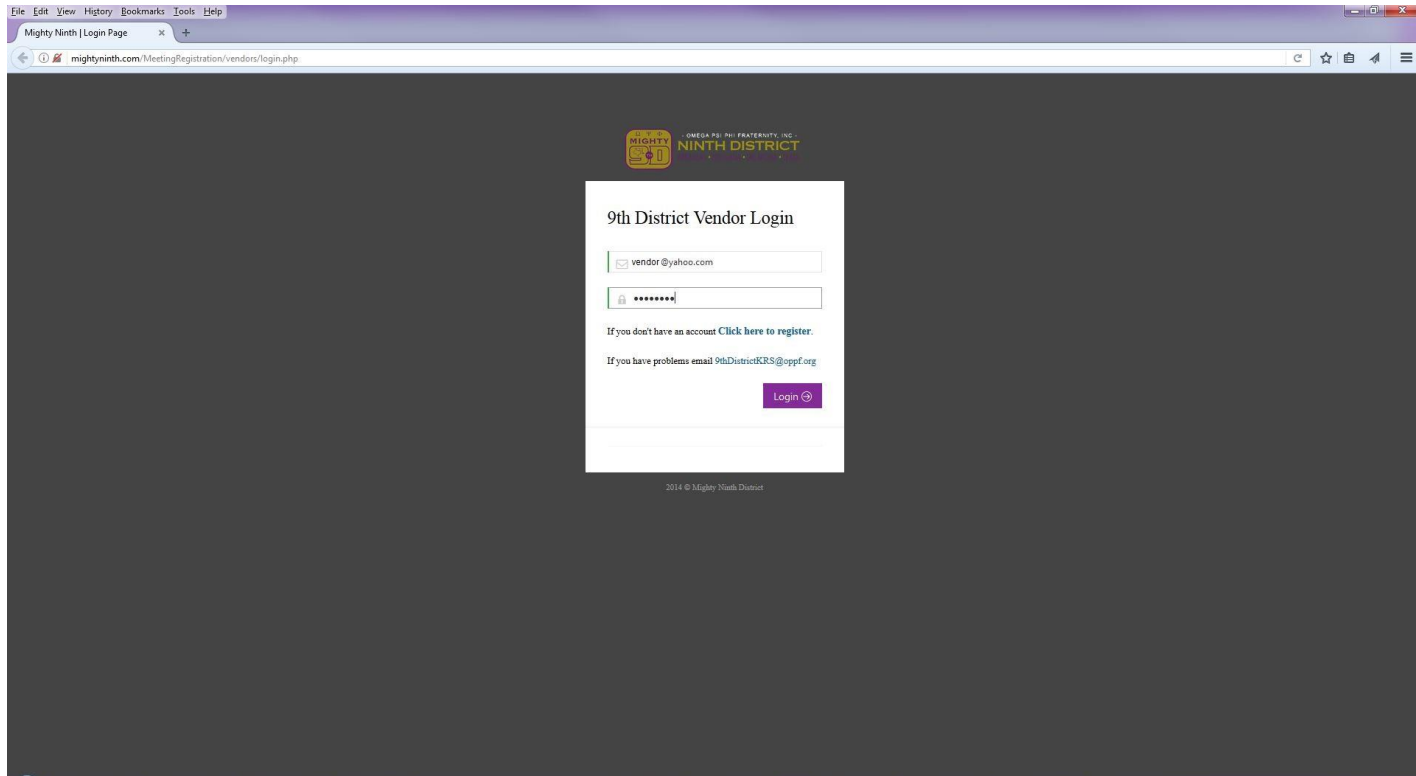 File Edit View History Bookmarks Tools Help
Mighty Ninth | Login Page
mightyninth.com/MeetingRegistration/vendors/login.php
Ω Ψ Φ
MIGHTY
9D
- OMEGA PSI PHI FRATERNITY, INC -
NINTH DISTRICT
9th District Vendor Login
vendor@yahoo.com
••••••••
If you don't have an account Click here to register.
If you have problems email 9thDistrictKRS@oppf.org
Login
2014 © Mighty Ninth District